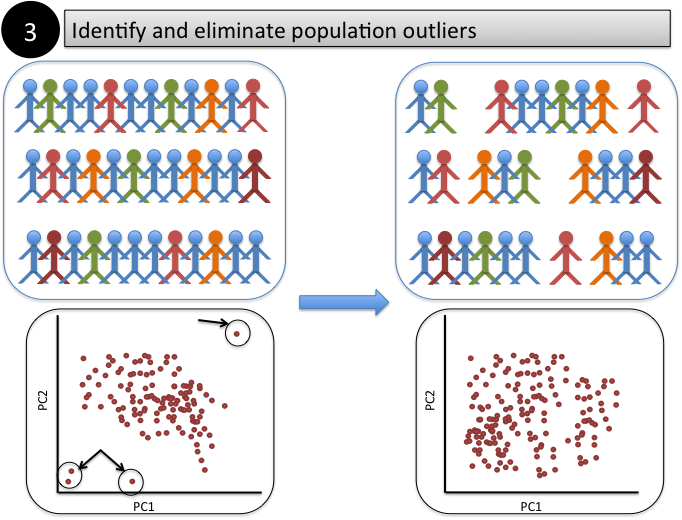 3
Identify and eliminate population outliers
PC2
PC1
PC2
PC1